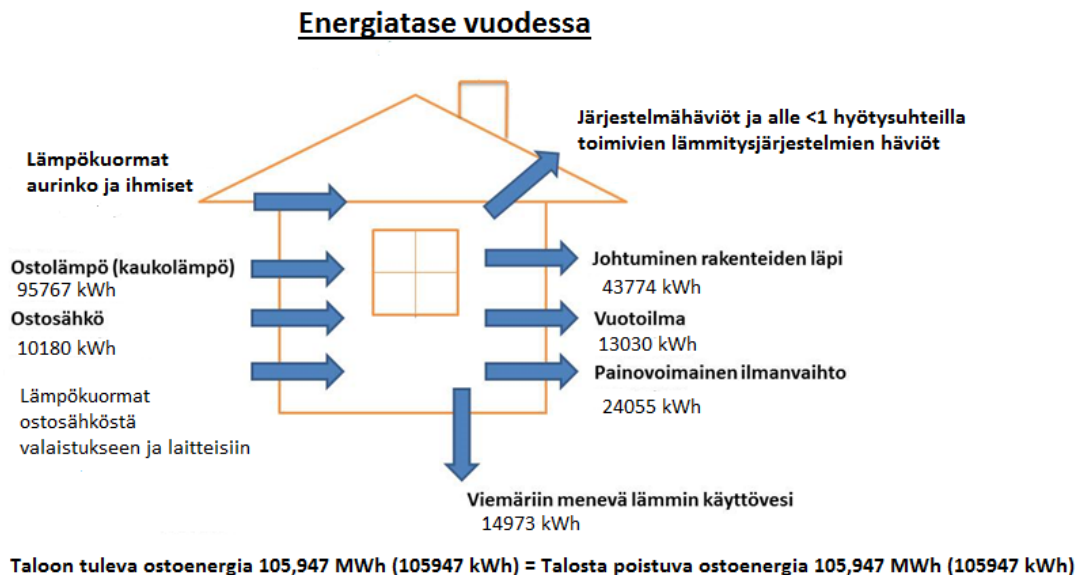 Energiatase vuodessa
Järjestelmähäviöt ja alle <1 hyötysuhteilla
toimivien lämmitysjärjestelmien häviöt
Lämpökuormat
aurinko ja ihmiset
Ostolämpö (kaukolämpö)
95767 kWh
Ostosähkö
10180 kWh
Lämpökuormat
ostosähköstä
valaistukseen ja laitteisiin
Johtuminen rakenteiden läpi
43774 kWh
Vuotoilma
13030 kWh
Painovoimainen ilmanvaihto
24055 kWh
Viemäriin menevä lämmin käyttövesi
14973 kWh
Taloon tuleva ostoenergia 105,947 MWh (105947 kWh) = Talosta poistuva ostoenergia 105,947 MWh (105947 kWh)